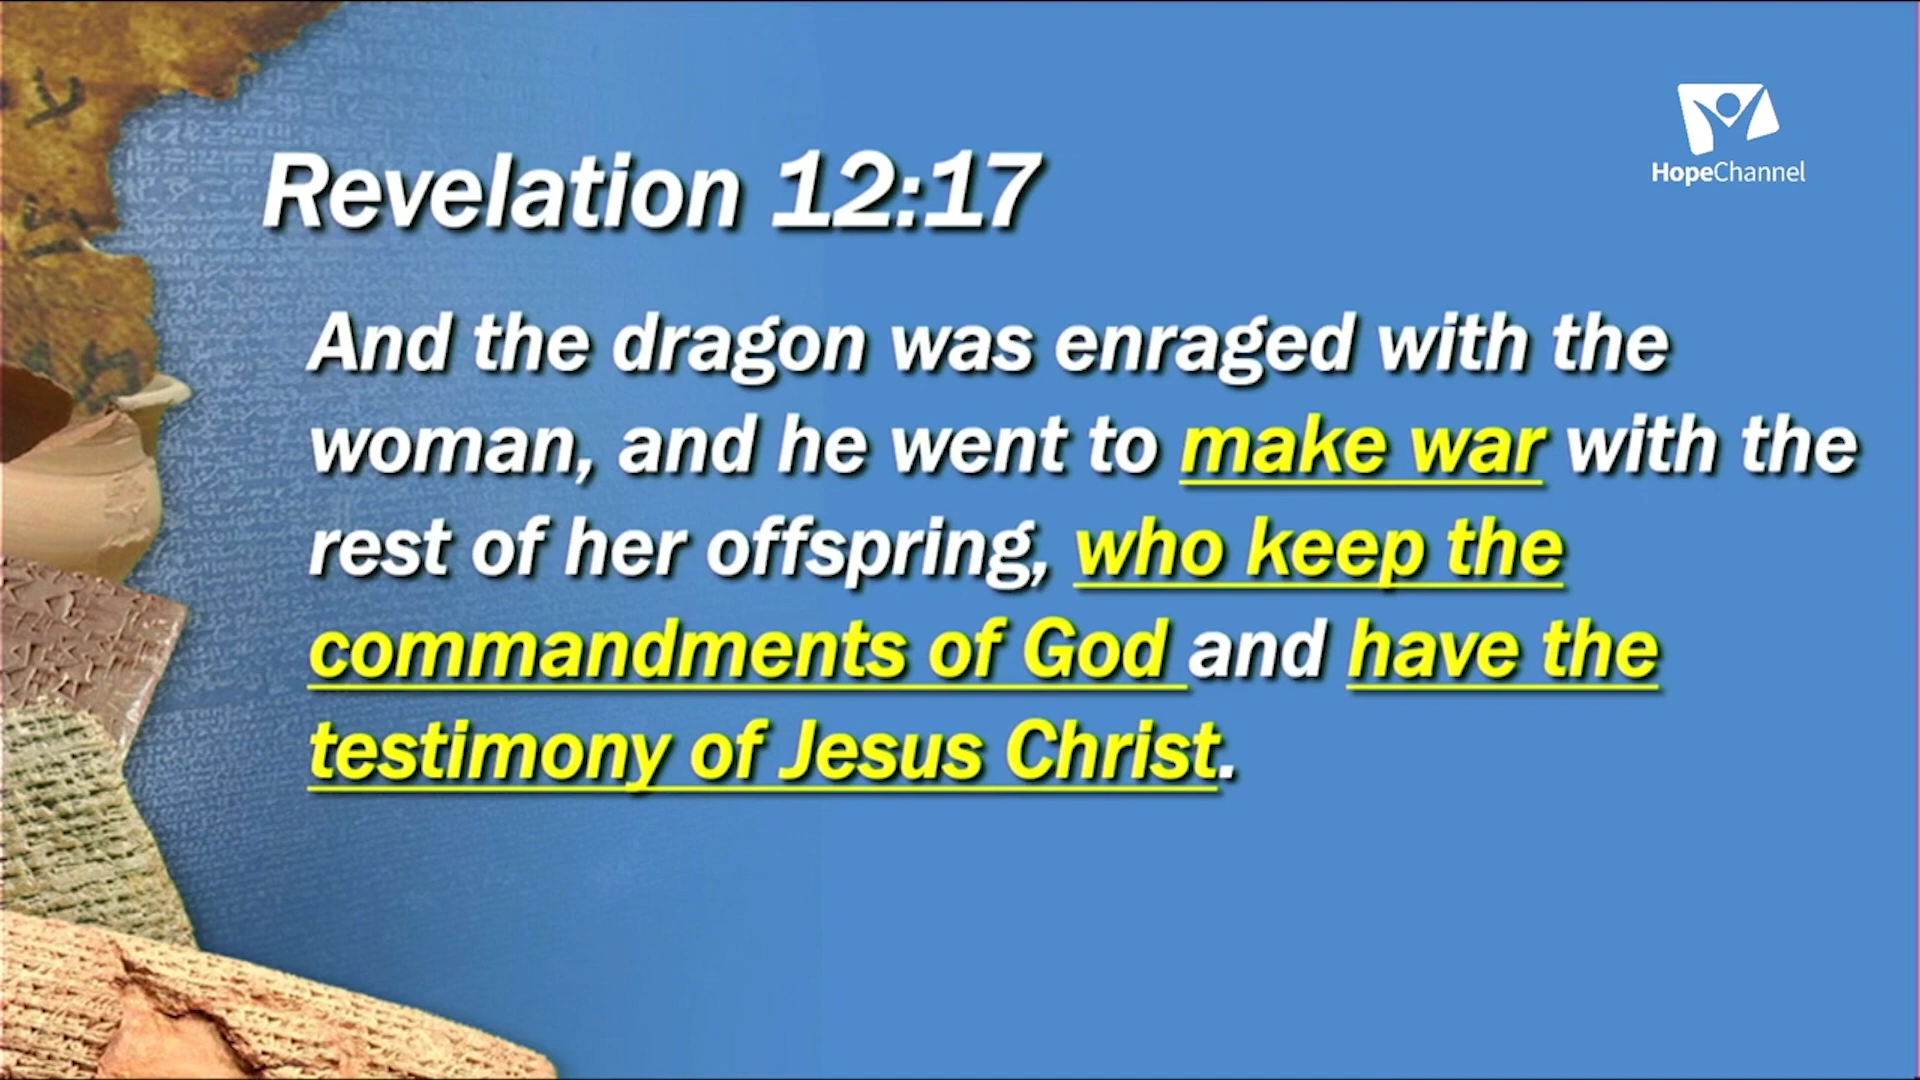 HopeChannel
Revelation 12:17
And the dragon was enraged with the
woman, and he went to make war with the
rest of her offspring, who keep the
commandments of God and have the
testimony of Jesus Christ.